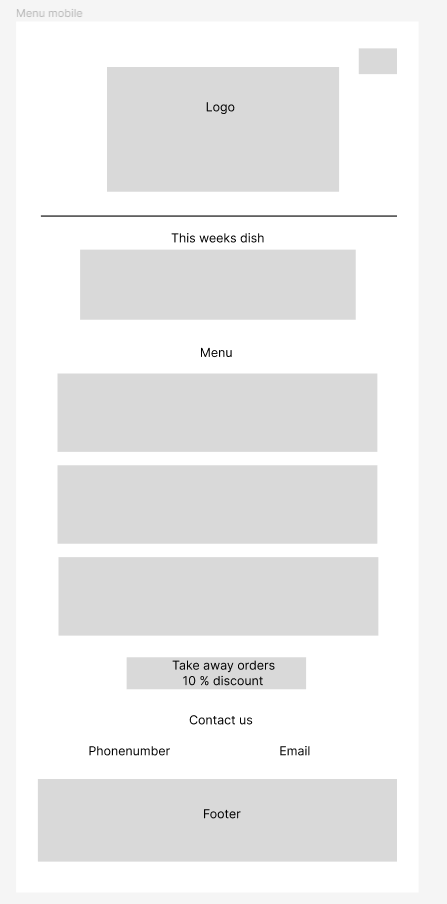 Menu mobile
Logo
This weeks dish
Menu
Take away orders
10 % discount
Contact us
Phonenumber
Email
Footer